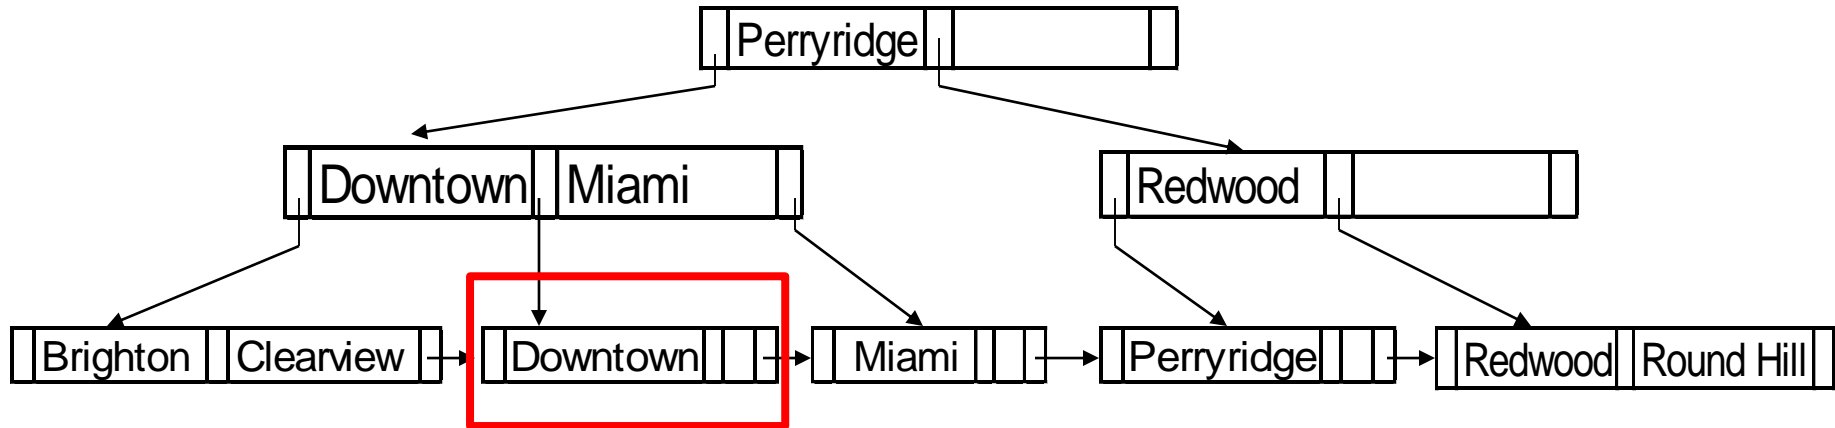 Perryridge
Downtown Miami
Redwood
Brighton Clearview
Downtown
Miami
Perryridge
Redwood Round Hill